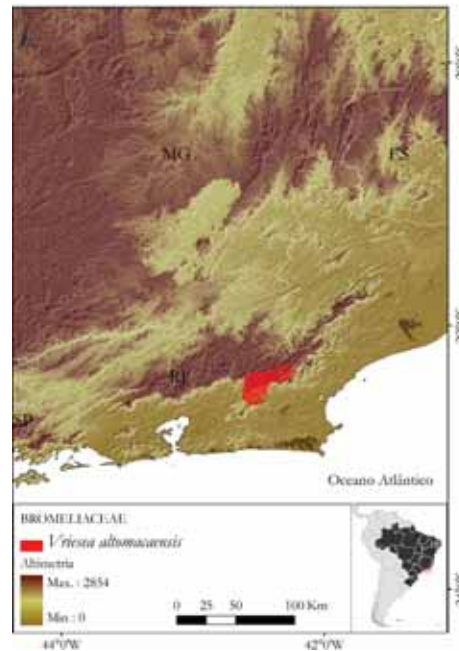 MG
ES
RJ
SP
Oceano Atlântico
BROMELIACEAE
Vriesea altomacaensis
Altimetria
Max. : 2854
Min : 0
0 25 50 100 Km
44°0'W 42°0'W